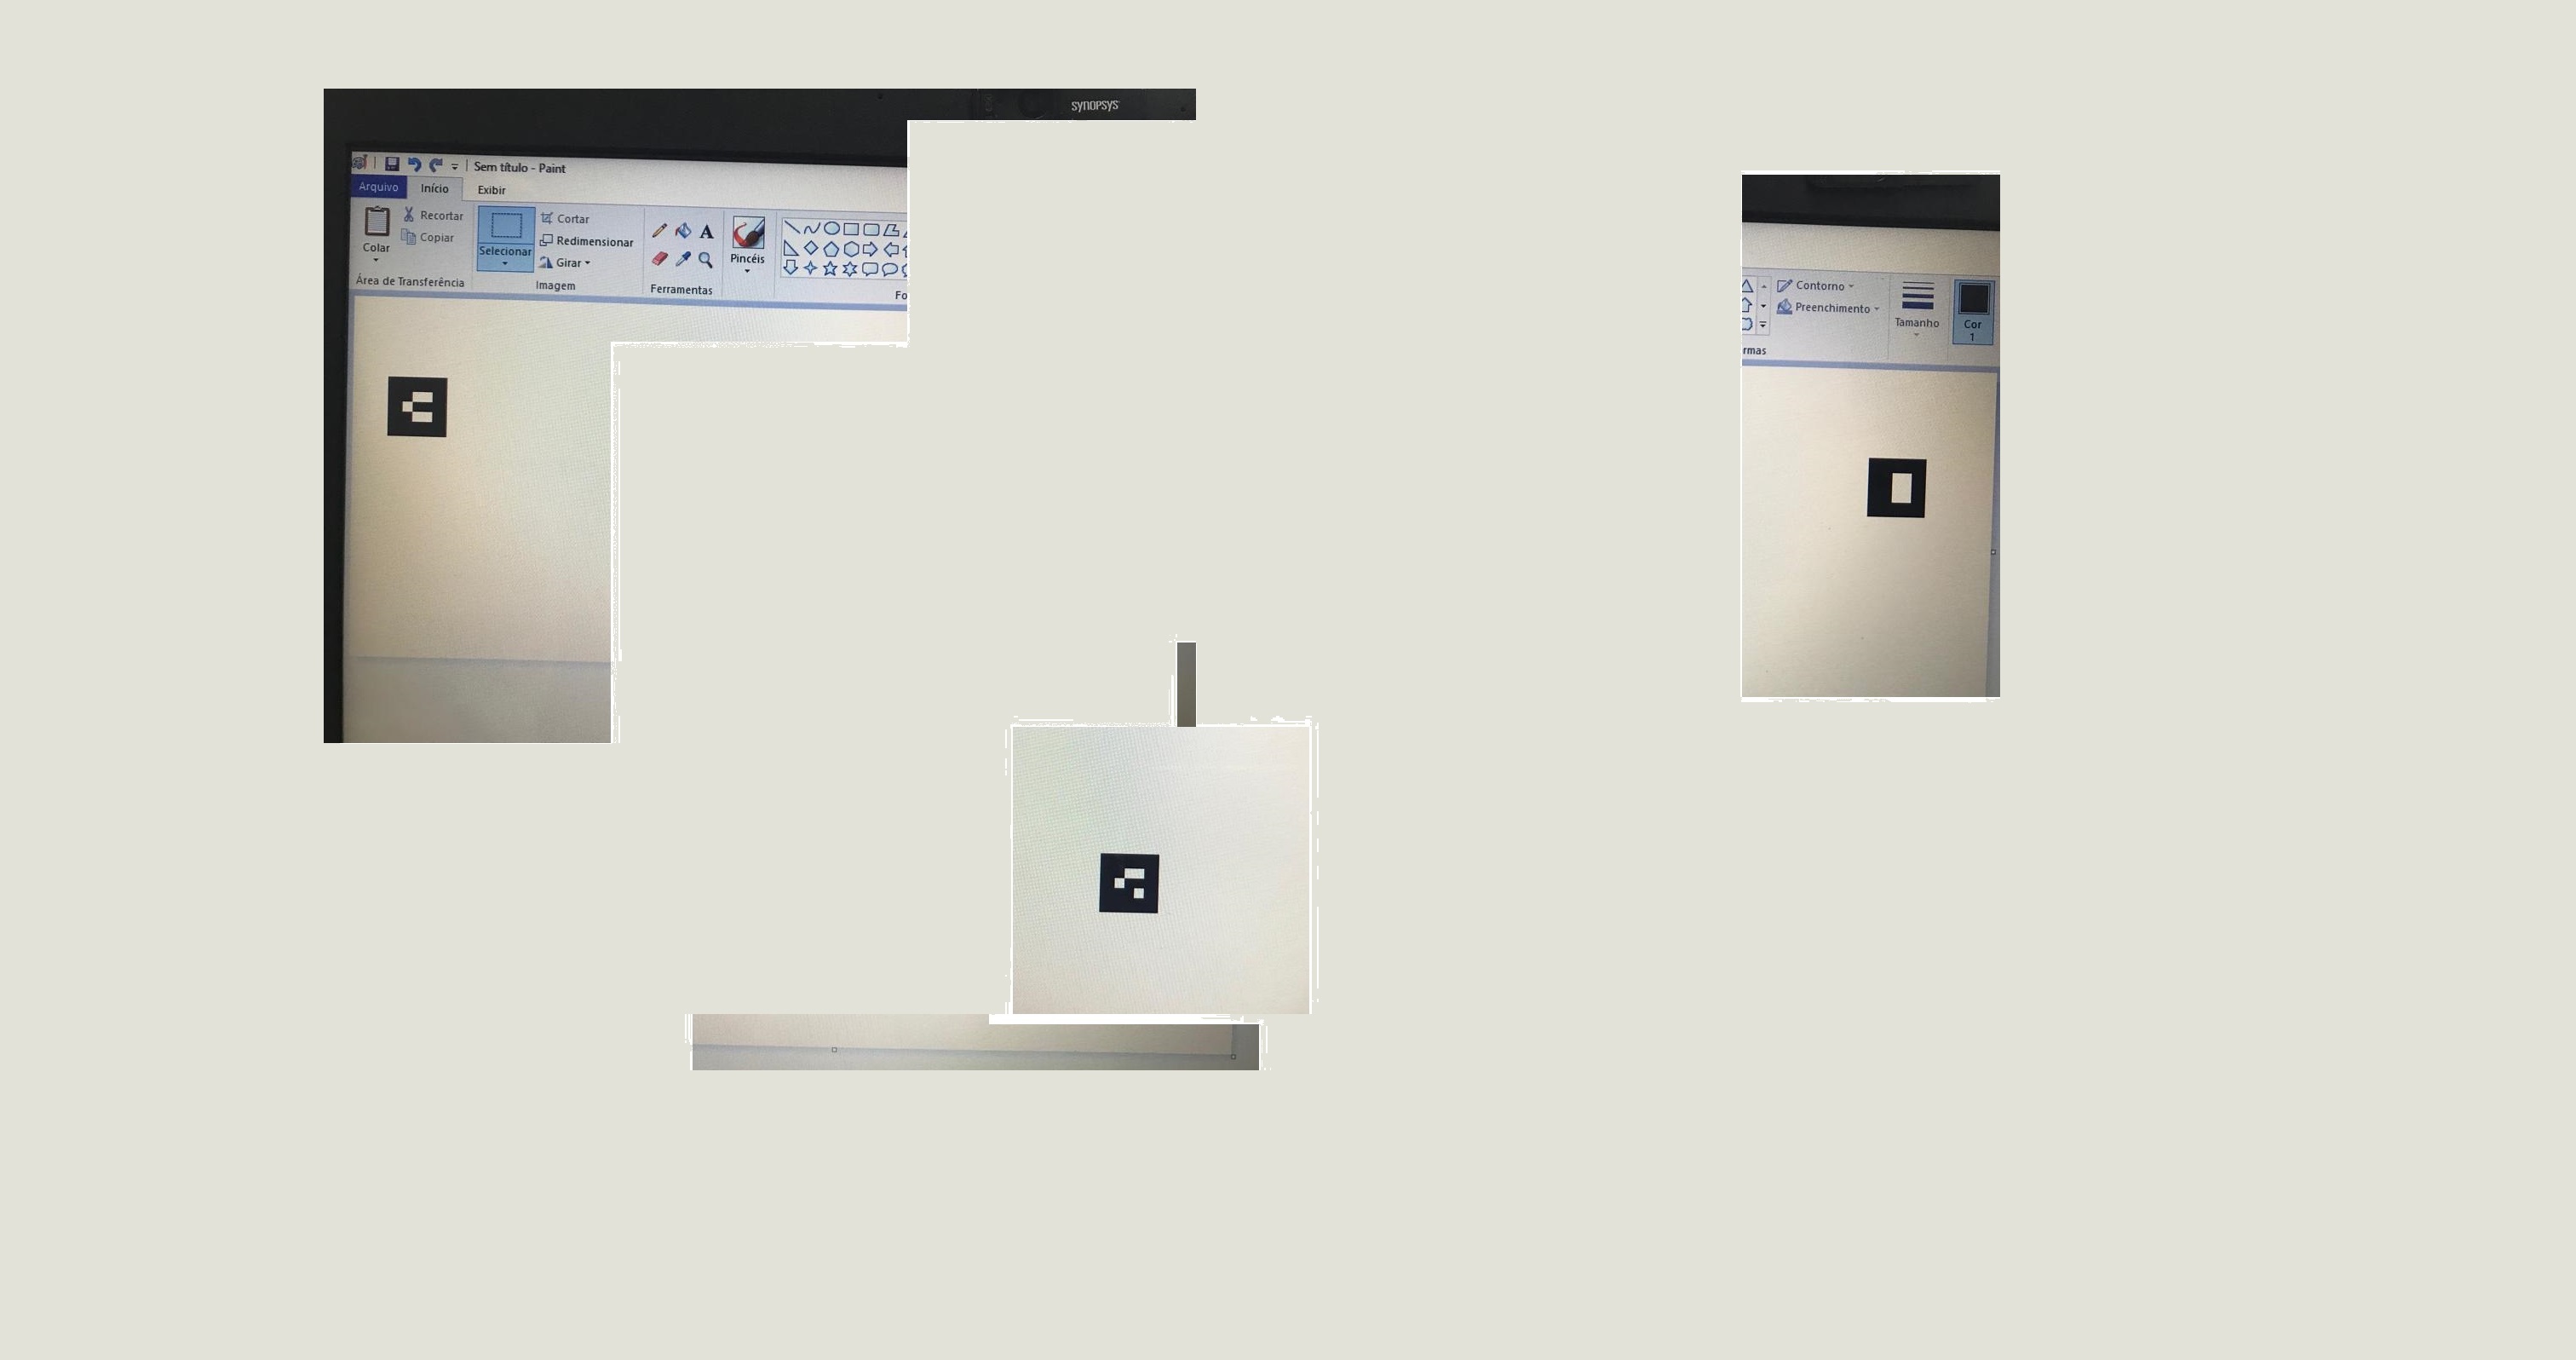 SYNOPSYS
Sem título - Paint
Arquivo Início Exibir
Colar
Recortar
Copiar
Área de Transferência
Selecionar
Cortar
Redimensionar
Girar
Imagem
A
Ferramentas
Pincéis
Fo
rmas
Contorno
Preenchimento
Tamanho
Cor
1